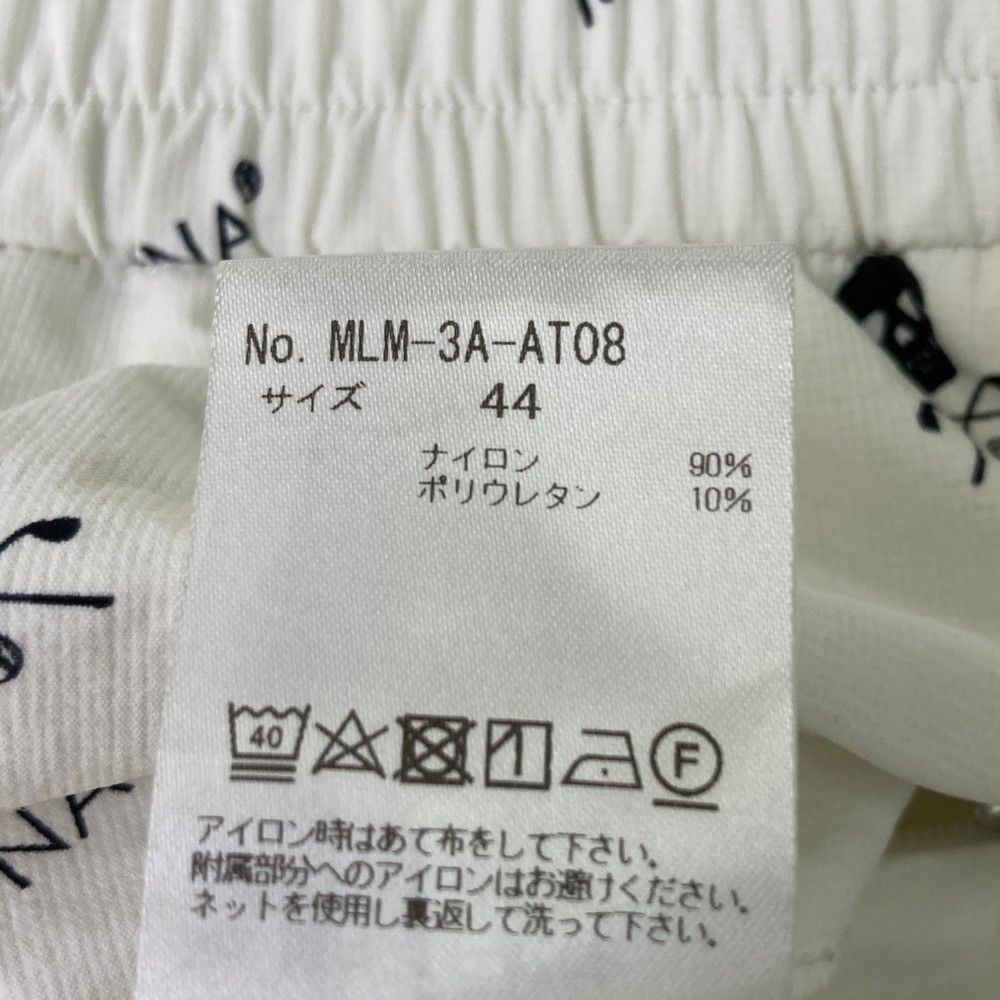 NA
No. MLM-3A-AT08
サイズ 44
ナイロン 90%
ポリウレタン 10%
40
F
アイロン時はあて布をして下さい。
附属部分へのアイロンはお避けください。
ネットを使用し裏返して洗って下さい。
NA